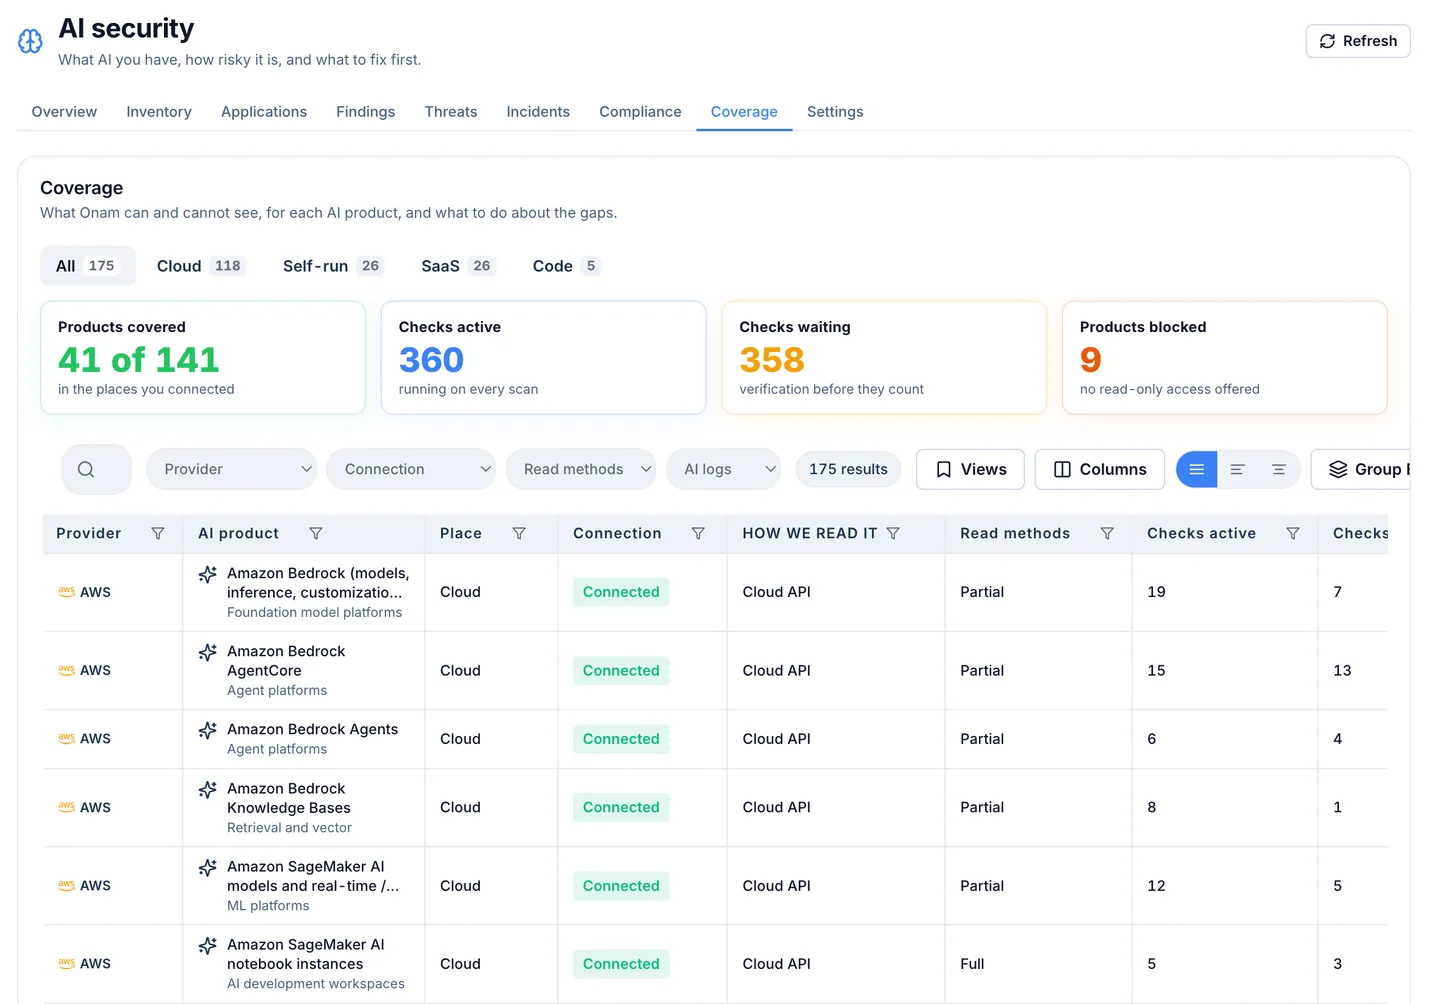 AI security
What AI you have, how risky it is, and what to fix first.
Refresh
Overview Inventory Applications Findings Threats Incidents Compliance Coverage Settings
Coverage
What Onam can and cannot see, for each AI product, and what to do about the gaps.
All 175 Cloud 118 Self-run 26 SaaS 26 Code 5
Products covered
41 of 141
in the places you connected
Checks active
360
running on every scan
Checks waiting
358
verification before they count
Products blocked
9
no read-only access offered
Provider Connection Read methods AI logs 175 results Views Columns Group
Provider AI product Place Connection HOW WE READ IT Read methods Checks active Checks
aws AWS
Amazon Bedrock (models,
inference, customizatio...
Foundation model platforms
Cloud Connected Cloud API Partial 19 7
aws AWS
Amazon Bedrock
AgentCore
Agent platforms
Cloud Connected Cloud API Partial 15 13
aws AWS
Amazon Bedrock Agents
Agent platforms
Cloud Connected Cloud API Partial 6 4
aws AWS
Amazon Bedrock
Knowledge Bases
Retrieval and vector
Cloud Connected Cloud API Partial 8 1
aws AWS
Amazon SageMaker AI
models and real-time /...
ML platforms
Cloud Connected Cloud API Partial 12 5
aws AWS
Amazon SageMaker AI
notebook instances
AI development workspaces
Cloud Connected Cloud API Full 5 3